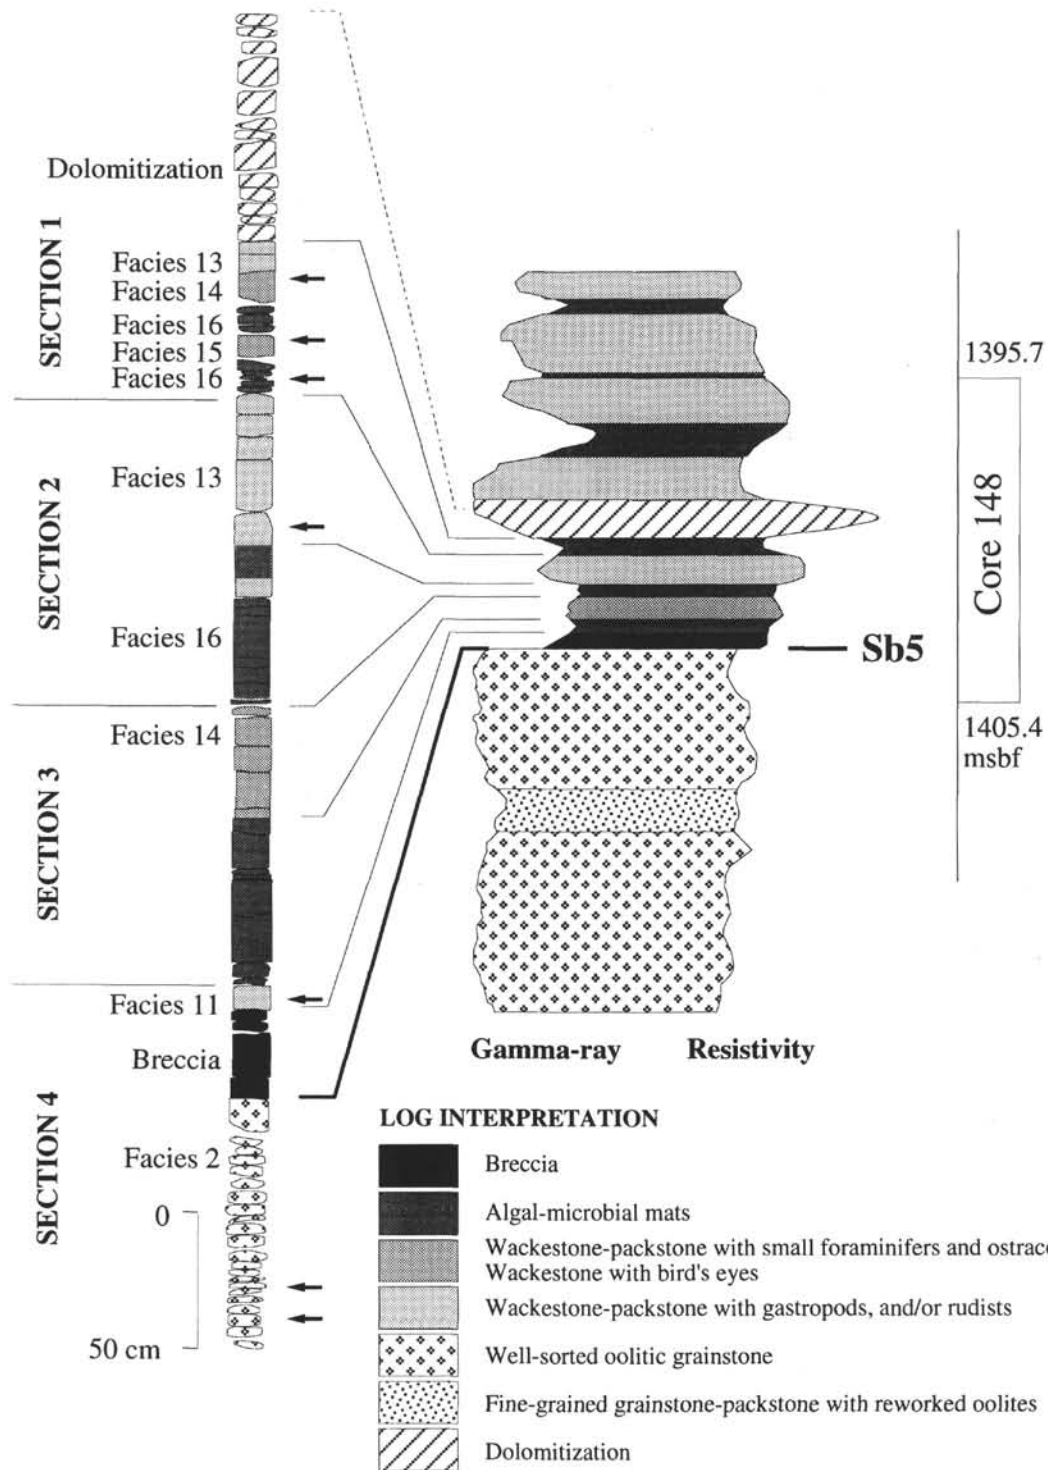 Dolomitization
SECTION 1
Facies 13
Facies 14
Facies 16
Facies 15
Facies 16
SECTION 2
Facies 13
Facies 16
SECTION 3
Facies 14
SECTION 4
Facies 11
Breccia
Facies 2
0
50 cm
1395.7
Core 148
Sb5
1405.4
msbf
Gamma-ray Resistivity
LOG INTERPRETATION
Breccia
Algal-microbial mats
Wackestone-packstone with small foraminifers and ostrac
Wackestone with bird's eyes
Wackestone-packstone with gastropods, and/or rudists
Well-sorted oolitic grainstone
Fine-grained grainstone-packstone with reworked oolites
Dolomitization